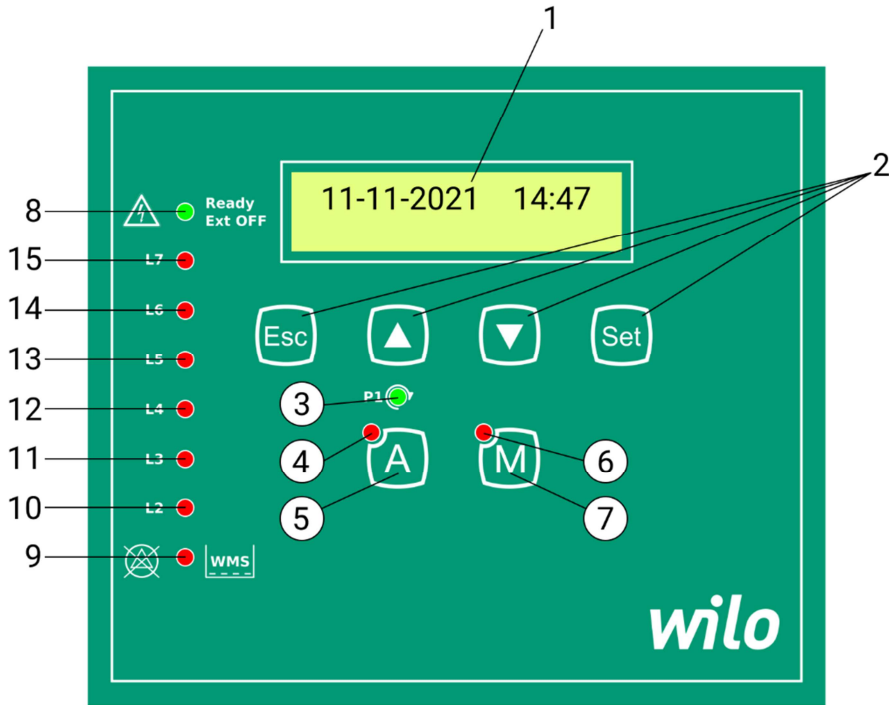 1
11-11-2021 14:47
2
8 Ready
Ext OFF
15 L7
14 L6
Esc Set
13 L5
3 P1
12 L4
4 6
11 L3 A M
10 L2 5 7
9 WMS
wilo